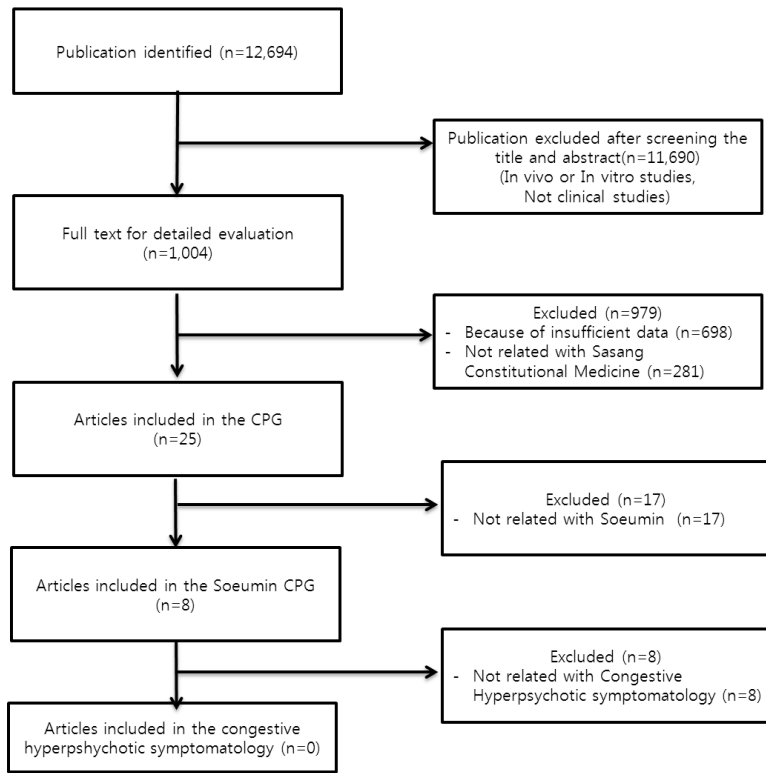 Publication identified (n=12,694)
Publication excluded after screening the
title and abstract(n=11,690)
(In vivo or In vitro studies,
Not clinical studies)
Full text for detailed evaluation
(n=1,004)
Excluded (n=979)
- Because of insufficient data (n=698)
- Not related with Sasang
Constitutional Medicine (n=281)
Articles included in the CPG
(n=25)
Excluded (n=17)
- Not related with Soeumin (n=17)
Articles included in the Soeumin CPG
(n=8)
Excluded (n=8)
- Not related with Congestive
Hyperpsychotic symptomatology (n=8)
Articles included in the congestive
hyperpshychotic symptomatology (n=0)